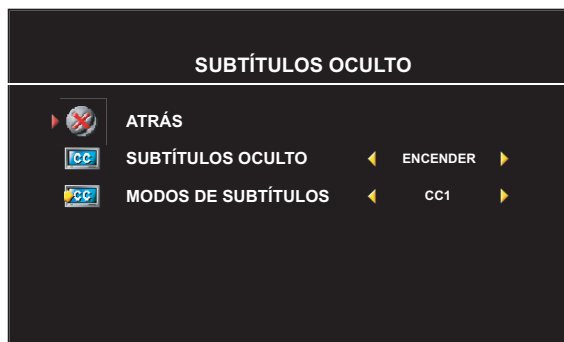 SUBTÍTULOS OCULTO
ATRÁS
CC SUBTÍTULOS OCULTO ENCENDER
CC MODOS DE SUBTÍTULOS CC1